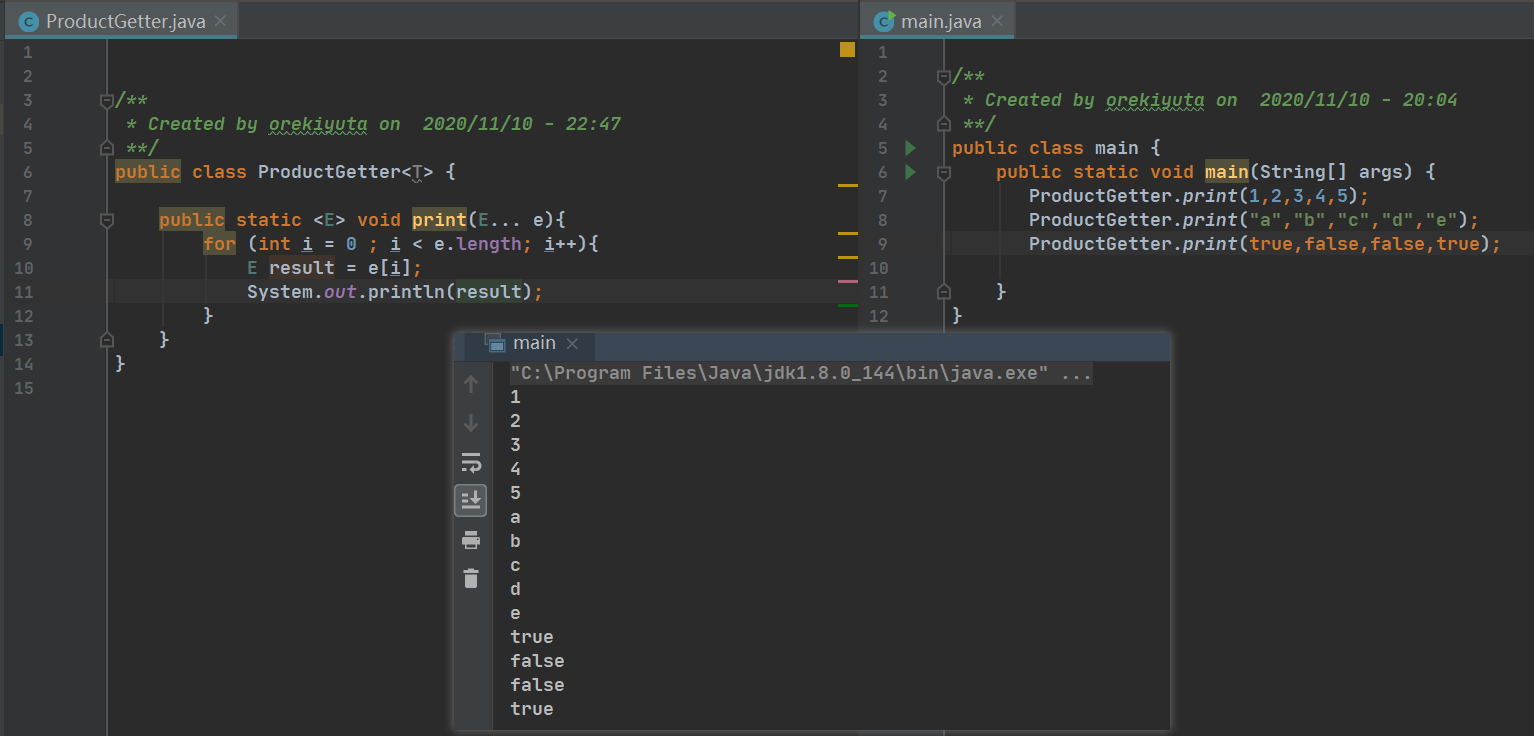 ProductGetter.java
1
2
3 /**
4 * Created by orekiyuta on  2020/11/10 - 22:47
5 **/
6 public class ProductGetter<T> {
7
8 public static <E> void print(E... e){
9 for (int i = 0 ; i < e.length; i++){
10 E result = e[i];
11 System.out.println(result);
12 }
13 }
14 }
15
main.java
1
2 /**
3 * Created by orekiyuta on  2020/11/10 - 20:04
4 **/
5 public class main {
6 public static void main(String[] args) {
7 ProductGetter.print(1,2,3,4,5);
8 ProductGetter.print("a","b","c","d","e");
9 ProductGetter.print(true,false,false,true);
10
11 }
12 }
main
"C:\Program Files\Java\jdk1.8.0_144\bin\java.exe" ...
1
2
3
4
5
a
b
c
d
e
true
false
false
true